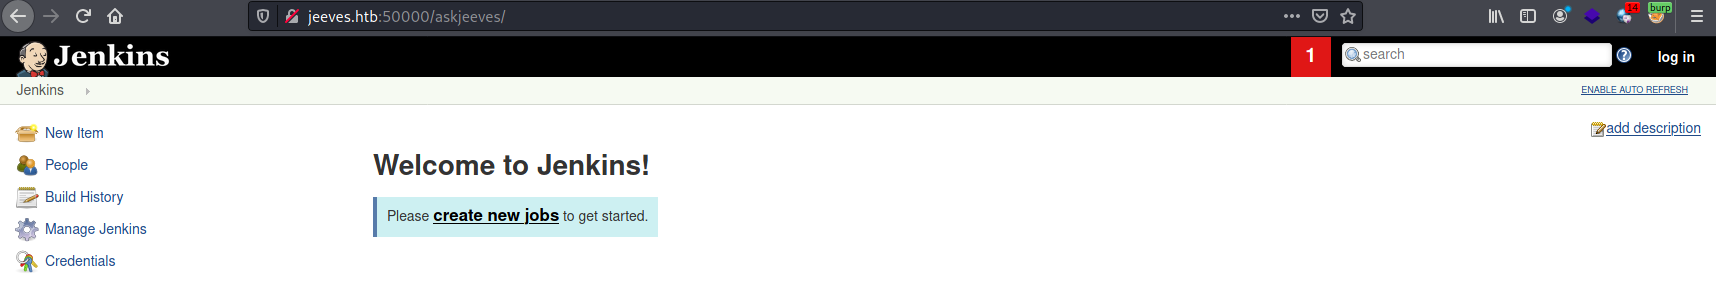 jeeves.htb:50000/askjeeves/
14
burp
Jenkins
1
search
log in
Jenkins
ENABLE AUTO REFRESH
New Item
add description
People
Welcome to Jenkins!
Build History
Please create new jobs to get started.
Manage Jenkins
Credentials